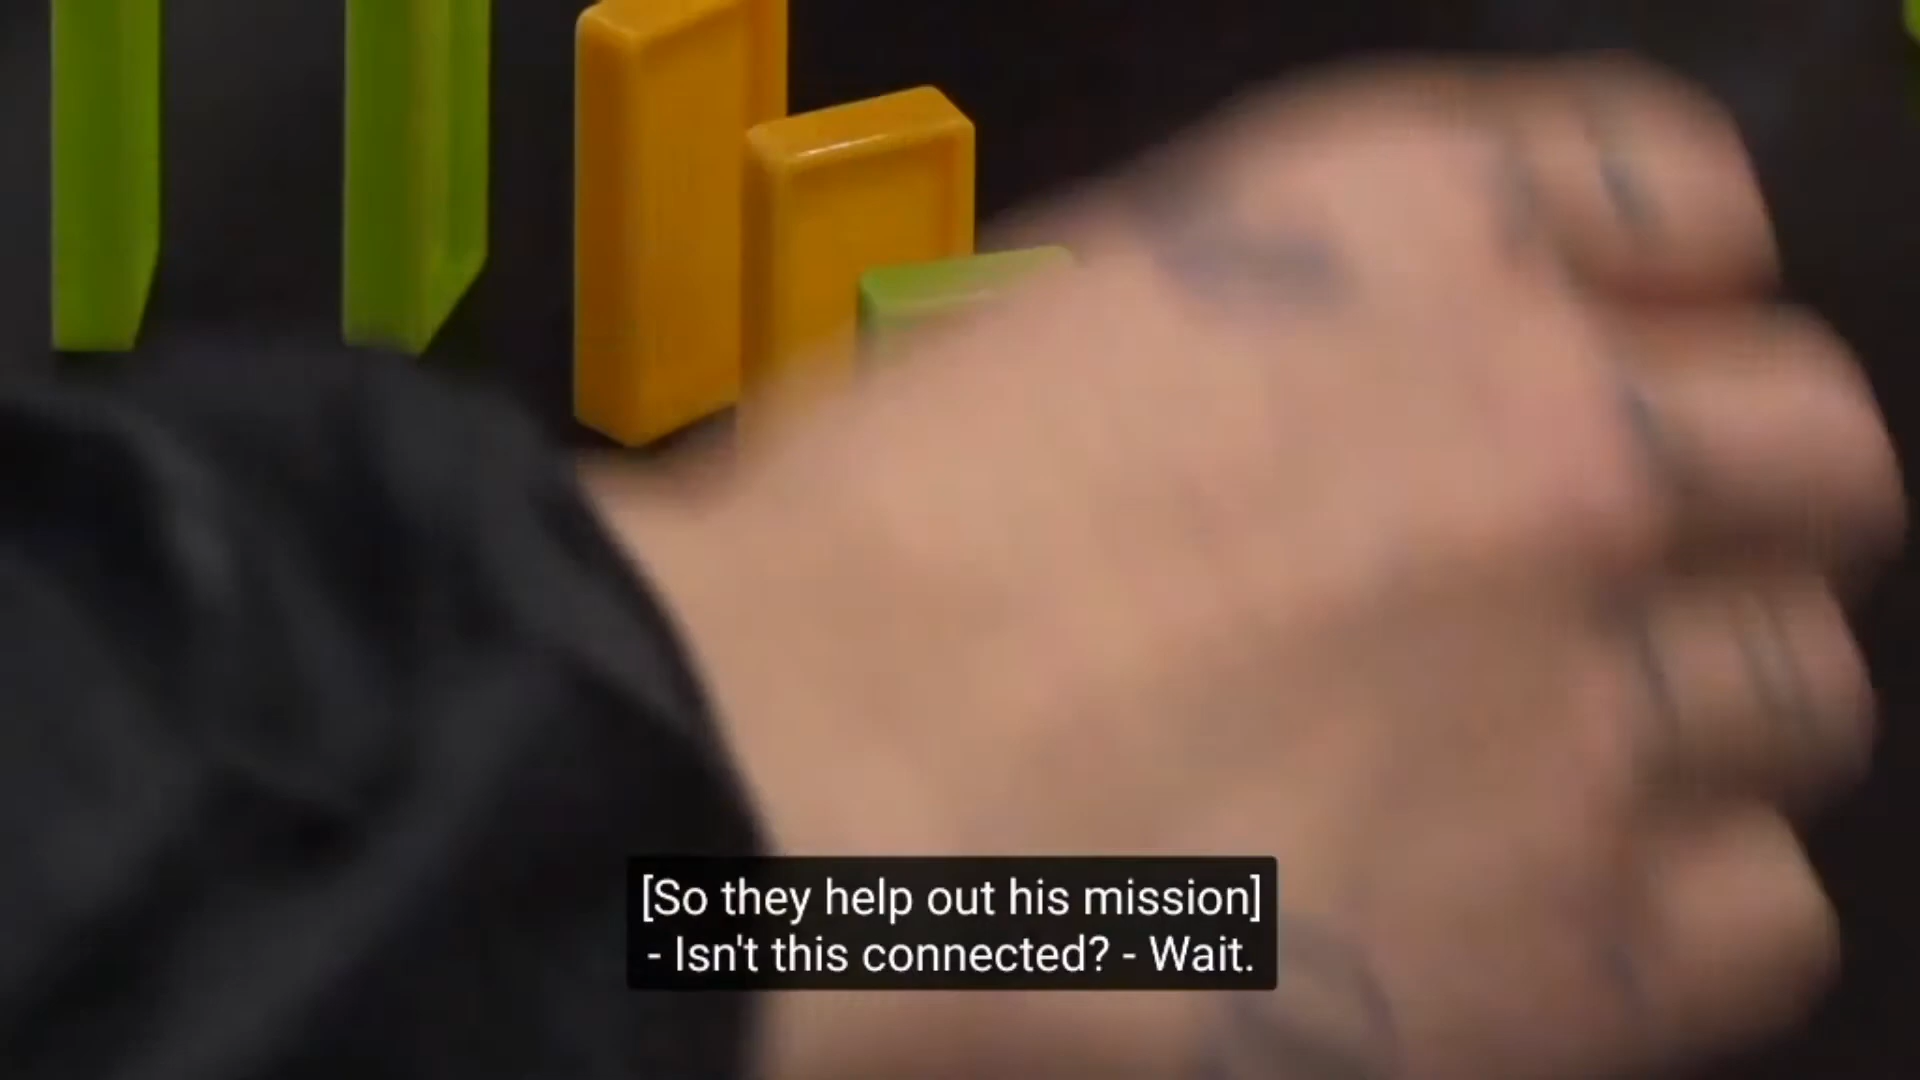 [So they help out his mission]
- Isn't this connected? - Wait.